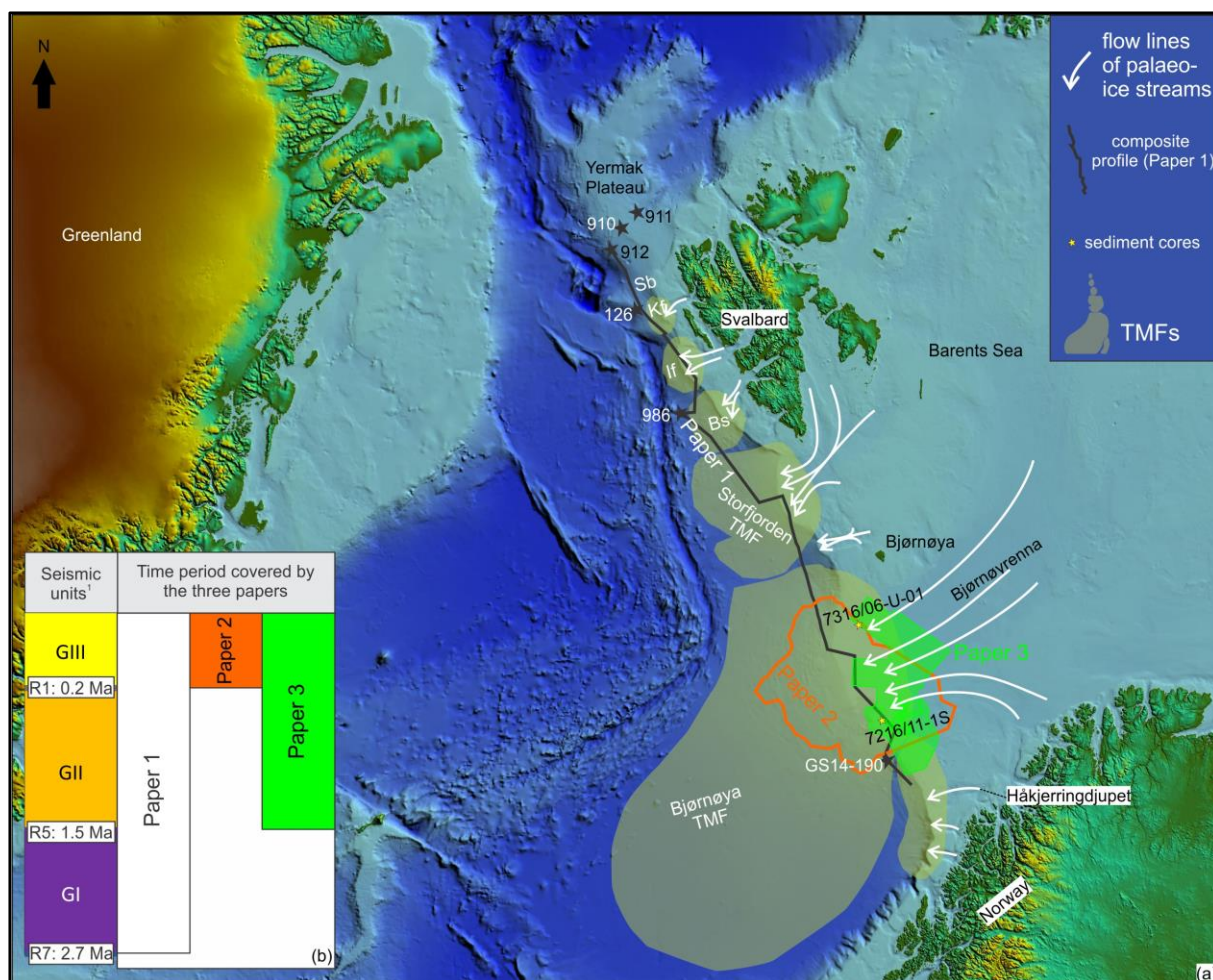 N
flow lines
of palaeo-
ice streams
composite
profile (Paper 1)
sediment cores
TMFs
Yermak
Plateau
911
910
912
Greenland
Sb
126
Kf
Svalbard
Barents Sea
If
986
Bs
Paper 1
Storfjorden
TMF
Bjørnøya
Bjørnøyrenna
7316/06-U-01
Paper 3
Paper 2
7216/11-1S
GS14-190
Håkjerringdjupet
Bjørnøya
TMF
Norway
Seismic
units¹
Time period covered by
the three papers
GIII
R1: 0.2 Ma
GII
R5: 1.5 Ma
GI
R7: 2.7 Ma
Paper 1
Paper 2
Paper 3
(b)
(a